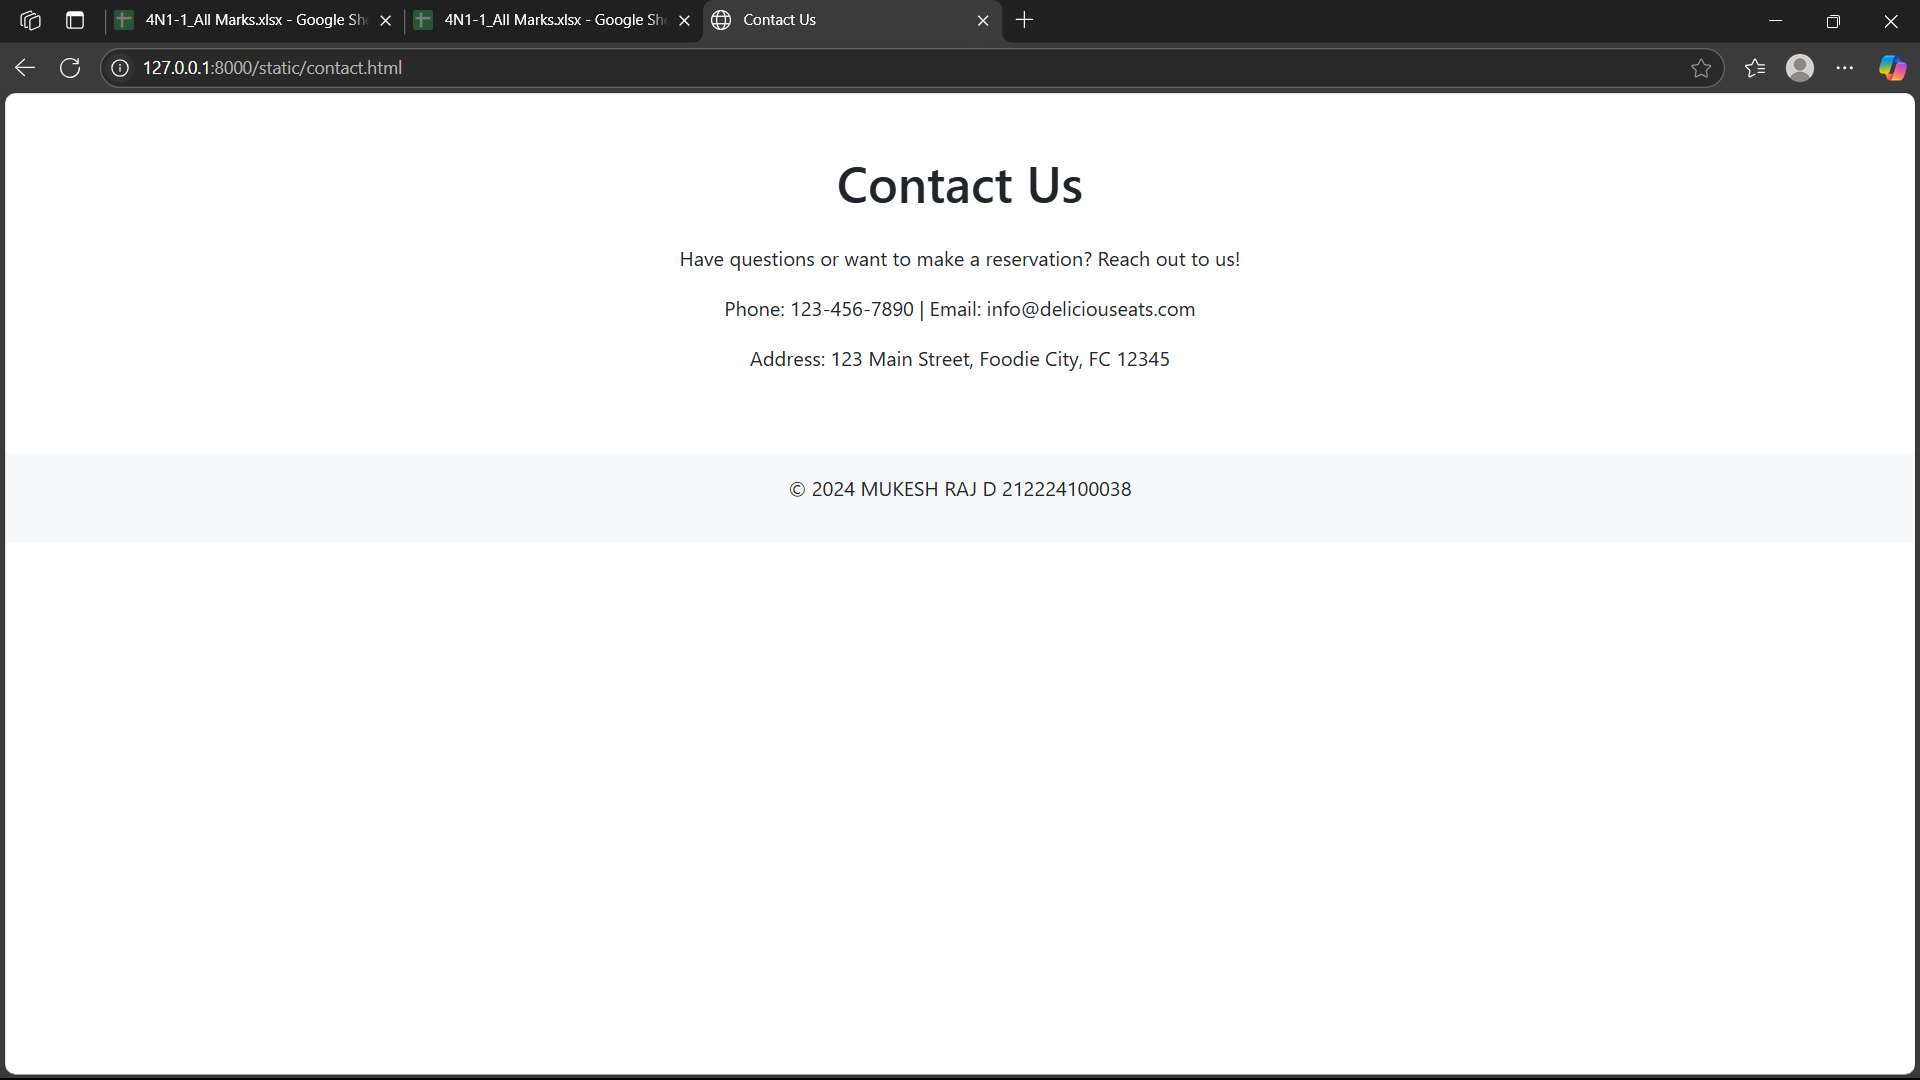 4N1-1_All Marks.xlsx - Google She
4N1-1_All Marks.xlsx - Google She
Contact Us
127.0.0.1:8000/static/contact.html
Contact Us
Have questions or want to make a reservation? Reach out to us!
Phone: 123-456-7890 | Email: info@deliciouseats.com
Address: 123 Main Street, Foodie City, FC 12345
© 2024 MUKESH RAJ D 212224100038